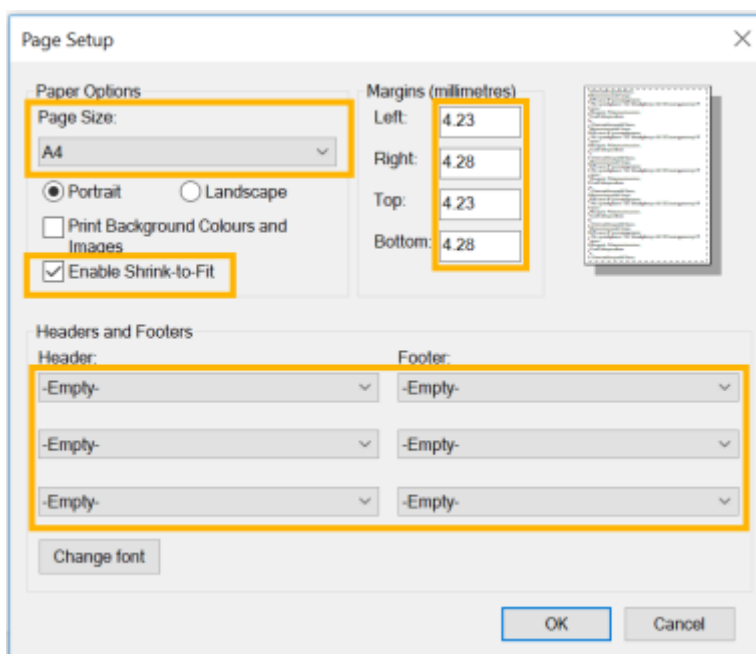 Page Setup
Paper Options
Page Size:
A4
Portrait
Landscape
Print Background Colours and
Images
Enable Shrink-to-Fit
Margins (millimetres)
Left: 4.23
Right: 4.28
Top: 4.23
Bottom: 4.28
Headers and Footers
Header:
Footer:
-Empty-
-Empty-
-Empty-
-Empty-
-Empty-
-Empty-
Change font
OK
Cancel